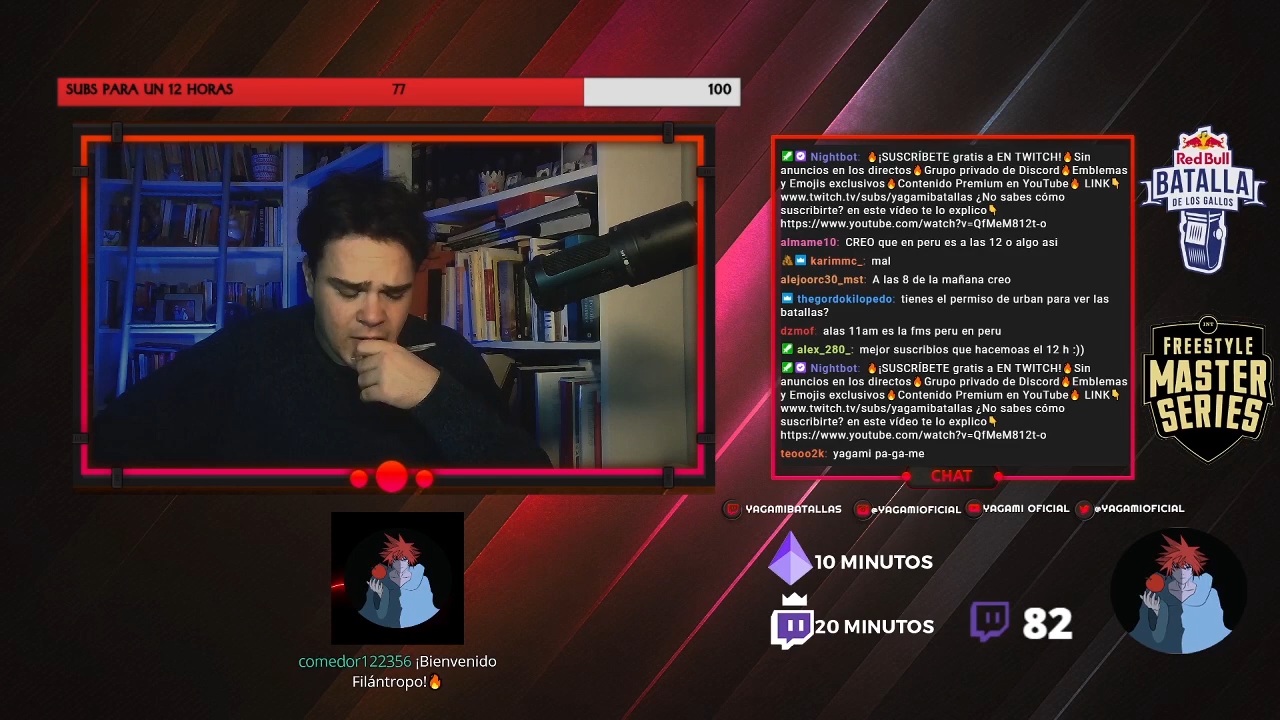 SUBS PARA UN 12 HORAS 77 100
Nightbot: 🔥¡SUSCRÍBETE gratis a EN TWITCH!🔥Sin
anuncios en los directos🔥Grupo privado de Discord🔥Emblemas
y Emojis exclusivos🔥Contenido Premium en YouTube🔥 LINK👇
www.twitch.tv/subs/yagamibatallas ¿No sabes cómo
suscribirte? en este vídeo te lo explico👇
https://www.youtube.com/watch?v=QfMeM812t-o
almame10: CREO que en peru es a las 12 o algo asi
karimmc_: mal
alejoorc30_mst: A las 8 de la mañana creo
thegordokilopedo: tienes el permiso de urban para ver las
batallas?
dzmof: alas 11am es la fms peru en peru
alex_280_: mejor suscribios que hacemoas el 12 h :))
Nightbot: 🔥¡SUSCRÍBETE gratis a EN TWITCH!🔥Sin
anuncios en los directos🔥Grupo privado de Discord🔥Emblemas
y Emojis exclusivos🔥Contenido Premium en YouTube🔥 LINK👇
www.twitch.tv/subs/yagamibatallas ¿No sabes cómo
suscribirte? en este vídeo te lo explico👇
https://www.youtube.com/watch?v=QfMeM812t-o
teooo2k: yagami pa-ga-me
CHAT
Red Bull
BATALLA
DE LOS GALLOS
INT
FREESTYLE
MASTER
SERIES
YAGAMIBATALLAS @YAGAMIOFICIAL YAGAMI OFICIAL @YAGAMIOFICIAL
10 MINUTOS
20 MINUTOS
82
comedor122356 ¡Bienvenido
Filántropo!🔥